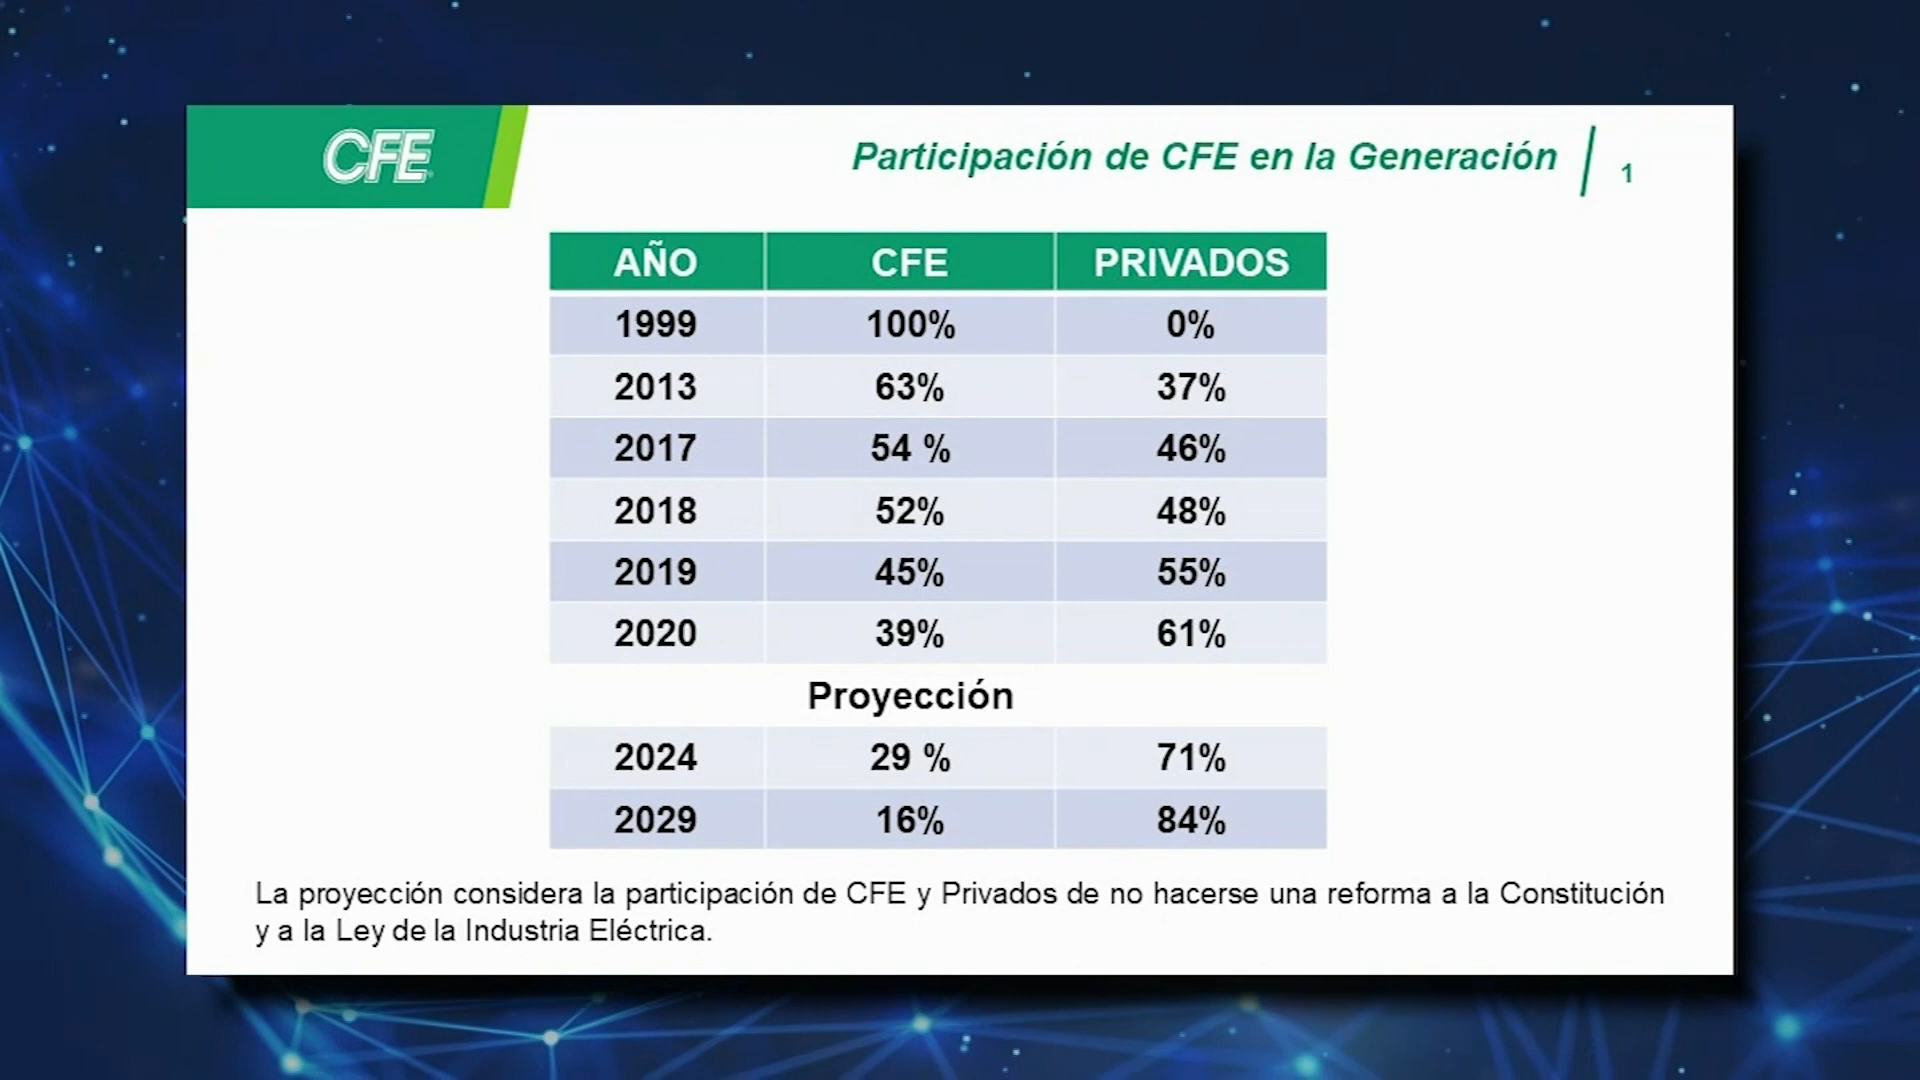 CFE
Participación de CFE en la Generación
1
AÑO CFE PRIVADOS
1999 100% 0%
2013 63% 37%
2017 54 % 46%
2018 52% 48%
2019 45% 55%
2020 39% 61%
Proyección
2024 29 % 71%
2029 16% 84%
La proyección considera la participación de CFE y Privados de no hacerse una reforma a la Constitución
y a la Ley de la Industria Eléctrica.